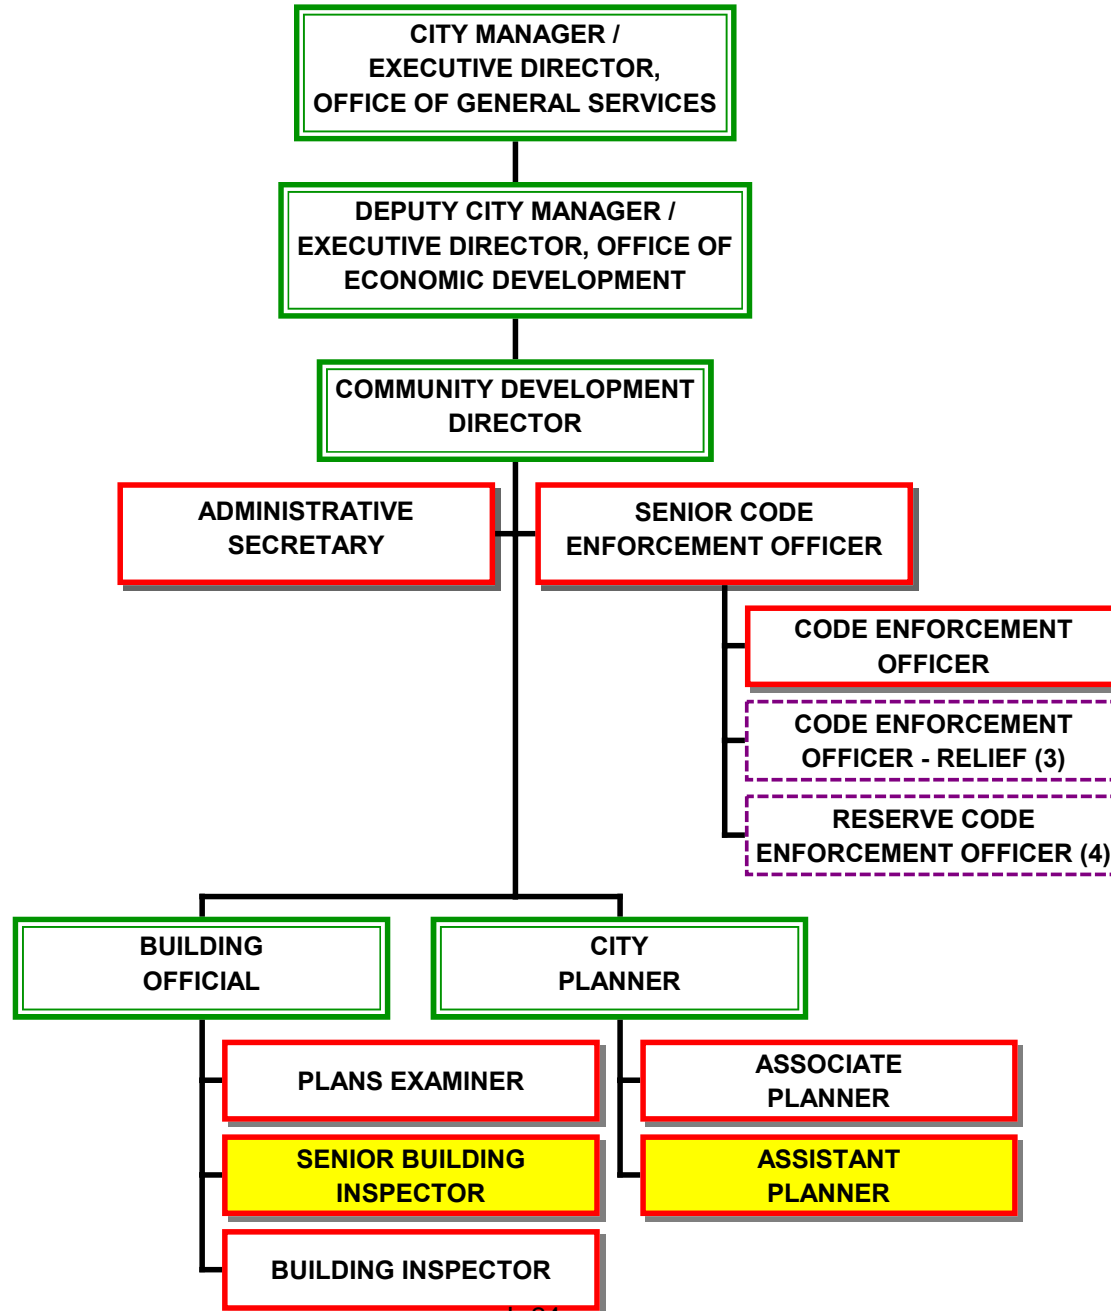 CITY MANAGER /
EXECUTIVE DIRECTOR,
OFFICE OF GENERAL SERVICES
DEPUTY CITY MANAGER /
EXECUTIVE DIRECTOR, OFFICE OF
ECONOMIC DEVELOPMENT
COMMUNITY DEVELOPMENT
DIRECTOR
ADMINISTRATIVE
SECRETARY
SENIOR CODE
ENFORCEMENT OFFICER
CODE ENFORCEMENT
OFFICER
CODE ENFORCEMENT
OFFICER - RELIEF (3)
RESERVE CODE
ENFORCEMENT OFFICER (4)
BUILDING
OFFICIAL
CITY
PLANNER
PLANS EXAMINER
SENIOR BUILDING
INSPECTOR
BUILDING INSPECTOR
ASSOCIATE
PLANNER
ASSISTANT
PLANNER